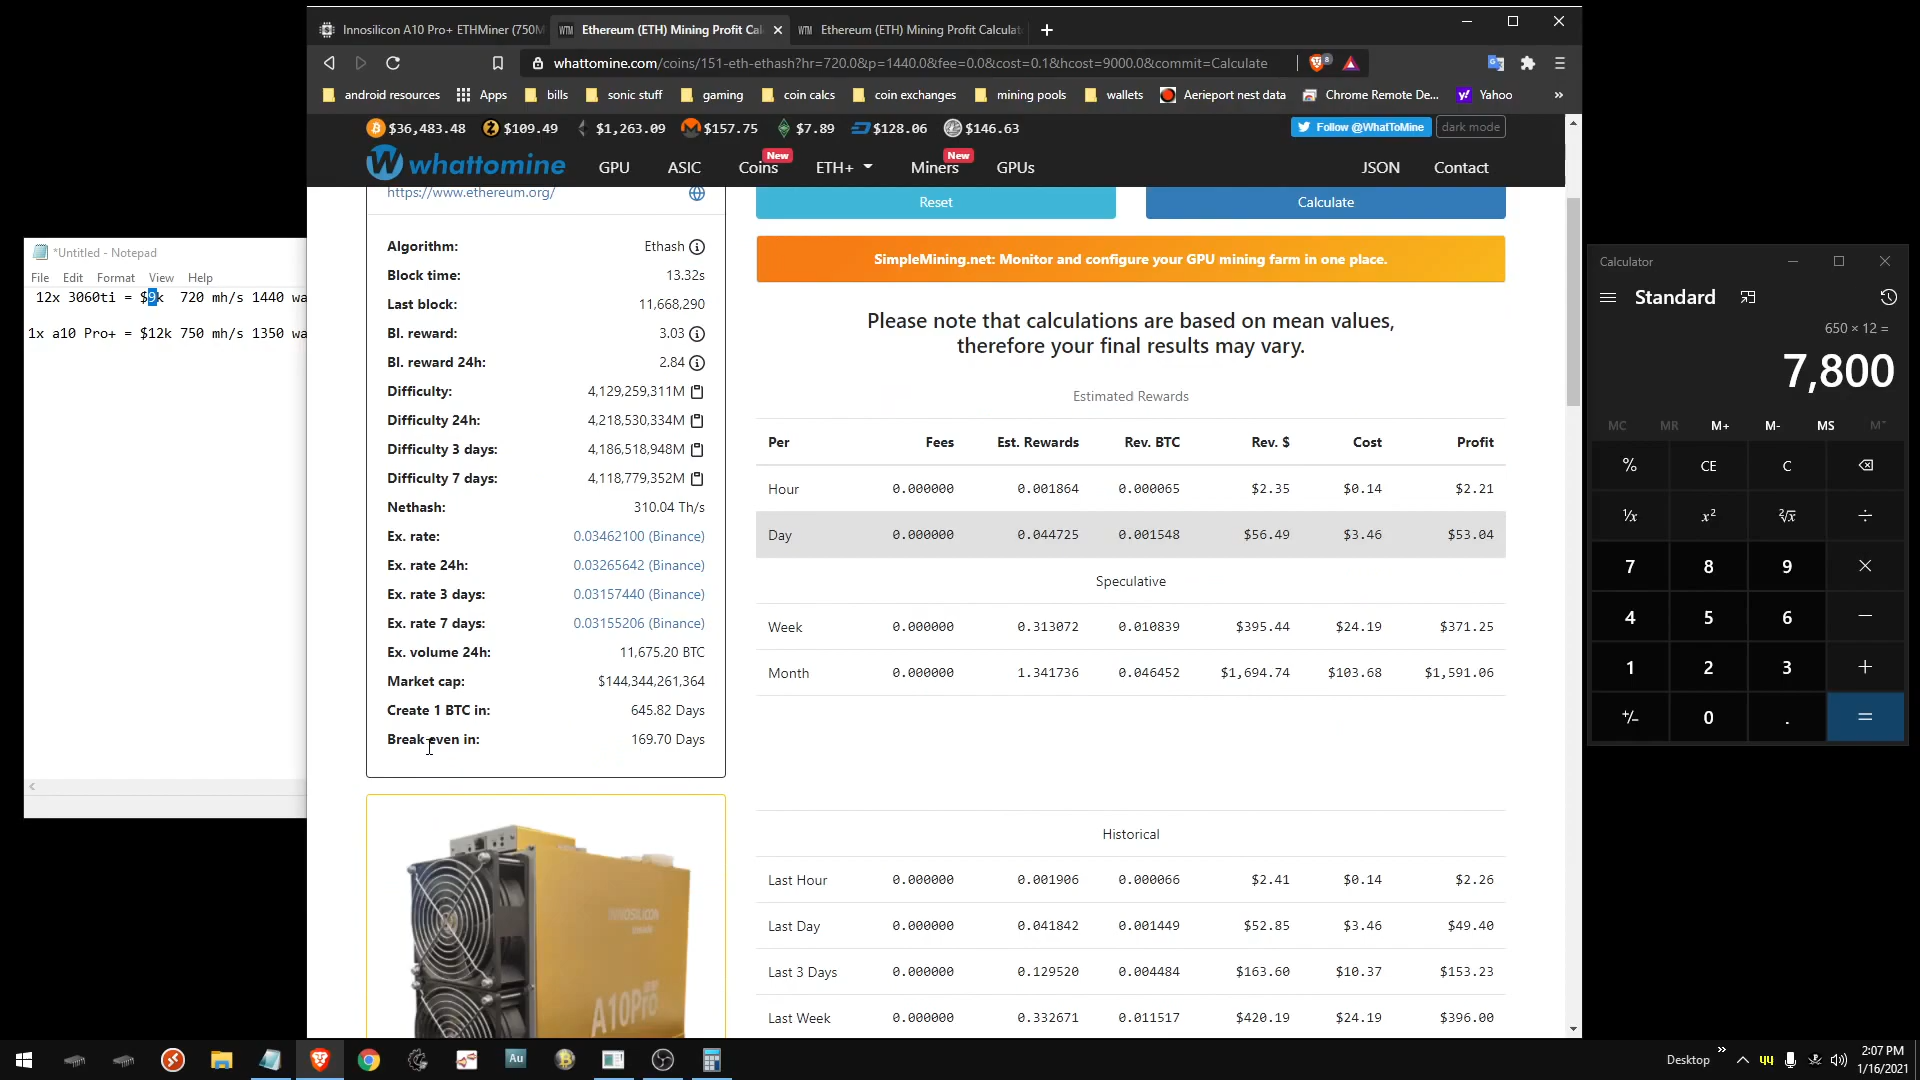 Innosilicon A10 Pro+ ETHMiner (750M
Ethereum (ETH) Mining Profit Cal
Ethereum (ETH) Mining Profit Calculat
whattomine.com/coins/151-eth-ethash?hr=720.0&p=1440.0&fee=0.0&cost=0.1&hcost=9000.0&commit=Calculate
android resources Apps bills sonic stuff gaming coin calcs coin exchanges mining pools wallets Aerieport nest data Chrome Remote De... Yahoo »
$36,483.48 $109.49 $1,263.09 $157.75 $7.89 $128.06 $146.63
Follow @WhatToMine dark mode
whattomine GPU ASIC Coins New ETH+ Miners New GPUs JSON Contact
https://www.ethereum.org/
Algorithm: Ethash
Block time: 13.32s
Last block: 11,668,290
Bl. reward: 3.03
Bl. reward 24h: 2.84
Difficulty: 4,129,259,311M
Difficulty 24h: 4,218,530,334M
Difficulty 3 days: 4,186,518,948M
Difficulty 7 days: 4,118,779,352M
Nethash: 310.04 Th/s
Ex. rate: 0.03462100 (Binance)
Ex. rate 24h: 0.03265642 (Binance)
Ex. rate 3 days: 0.03157440 (Binance)
Ex. rate 7 days: 0.03155206 (Binance)
Ex. volume 24h: 11,675.20 BTC
Market cap: $144,344,261,364
Create 1 BTC in: 645.82 Days
Break even in: 169.70 Days
INNOSILICON
A10Pro
Reset Calculate
SimpleMining.net: Monitor and configure your GPU mining farm in one place.
Please note that calculations are based on mean values,
therefore your final results may vary.
Estimated Rewards
Per Fees Est. Rewards Rev. BTC Rev. $ Cost Profit
Hour 0.000000 0.001864 0.000065 $2.35 $0.14 $2.21
Day 0.000000 0.044725 0.001548 $56.49 $3.46 $53.04
Speculative
Week 0.000000 0.313072 0.010839 $395.44 $24.19 $371.25
Month 0.000000 1.341736 0.046452 $1,694.74 $103.68 $1,591.06
Historical
Last Hour 0.000000 0.001906 0.000066 $2.41 $0.14 $2.26
Last Day 0.000000 0.041842 0.001449 $52.85 $3.46 $49.40
Last 3 Days 0.000000 0.129520 0.004484 $163.60 $10.37 $153.23
Last Week 0.000000 0.332671 0.011517 $420.19 $24.19 $396.00
*Untitled - Notepad
File Edit Format View Help
12x 3060ti = $9k 720 mh/s 1440 wa
1x a10 Pro+ = $12k 750 mh/s 1350 wa
Calculator
Standard
650 × 12 =
7,800
MC MR M+ M- MS M˅
% CE C
¹/x x² ²√x ÷
7 8 9 ×
4 5 6 −
1 2 3 +
+/- 0 . =
Desktop »
44
2:07 PM
1/16/2021
Au